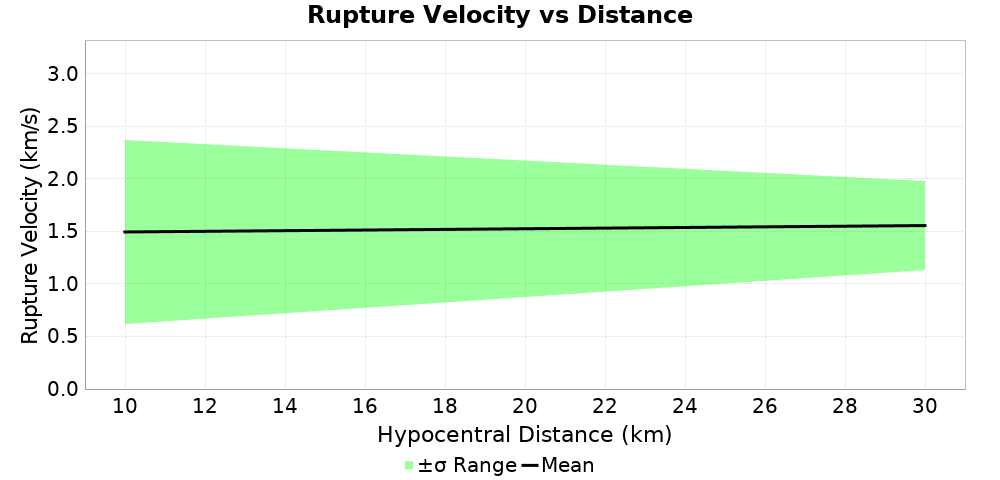 Rupture Velocity vs Distance
Rupture Velocity (km/s)
3.0
2.5
2.0
1.5
1.0
0.5
0.0
10 12 14 16 18 20 22 24 26 28 30
Hypocentral Distance (km)
±σ Range Mean